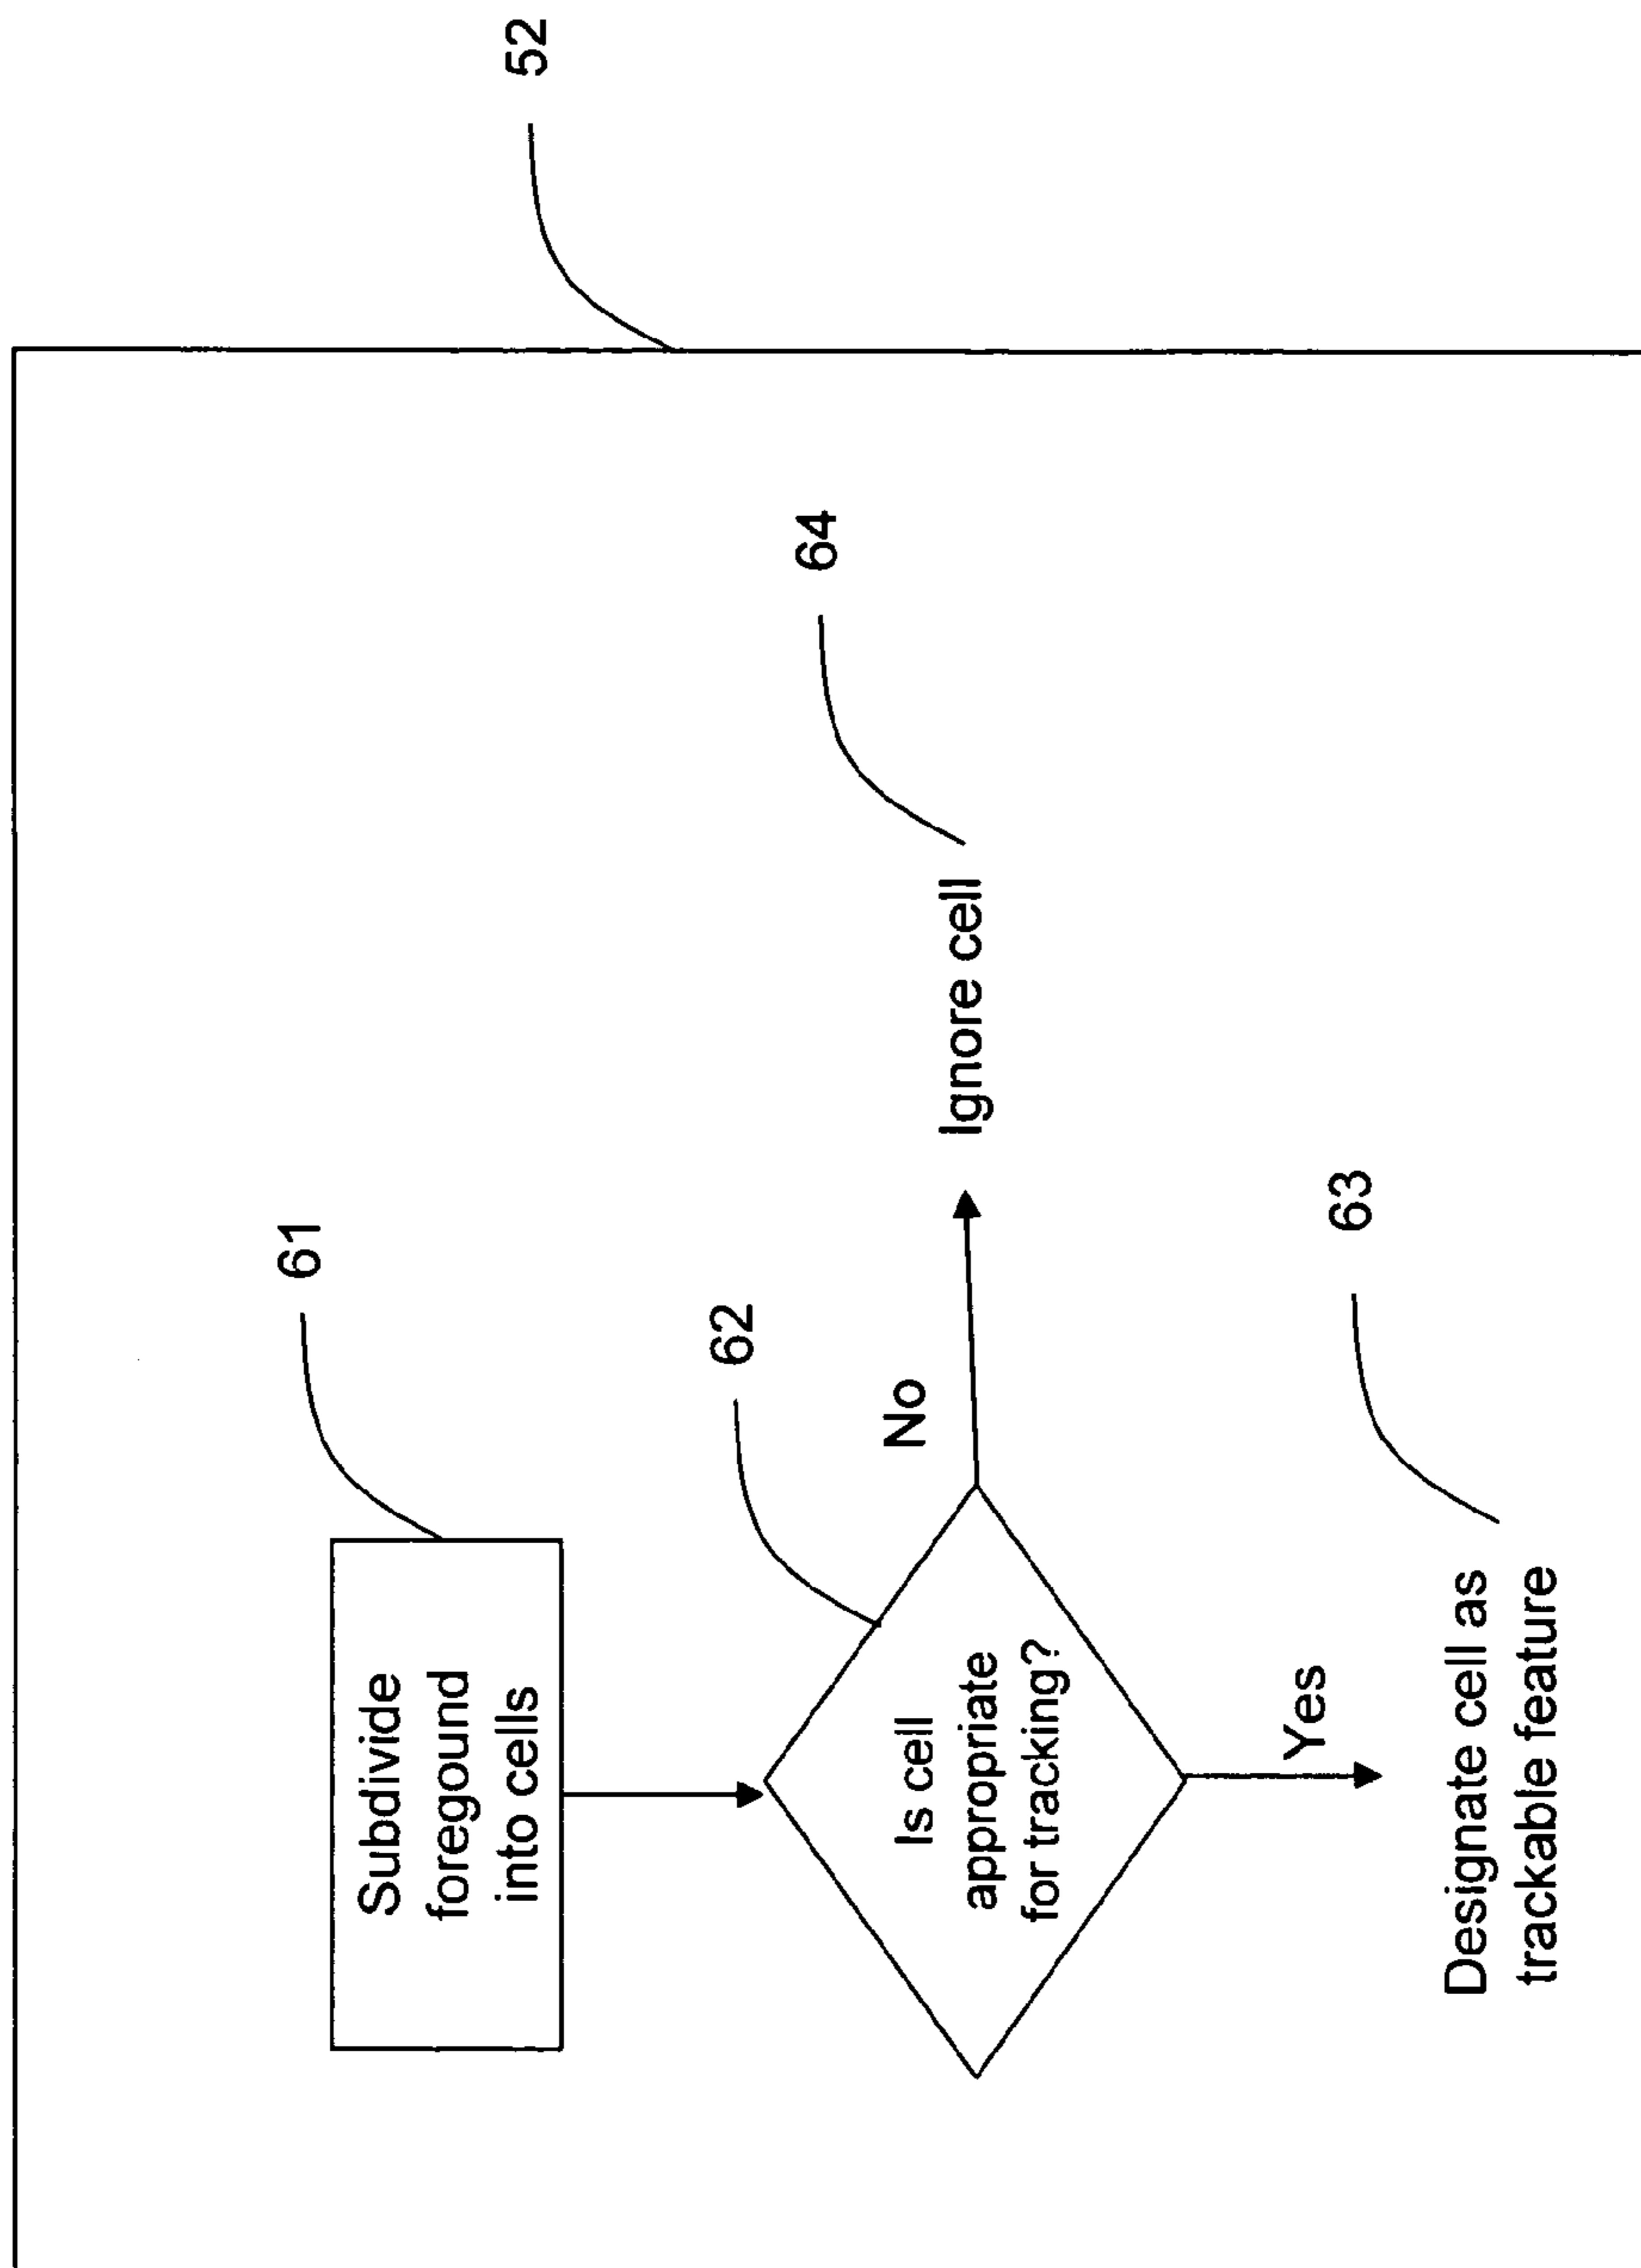 52
61
Subdivide
foregound
into cells
62
Is cell
appropriate
for tracking?
No
Ignore cell
64
Yes
63
Designate cell as
trackable feature